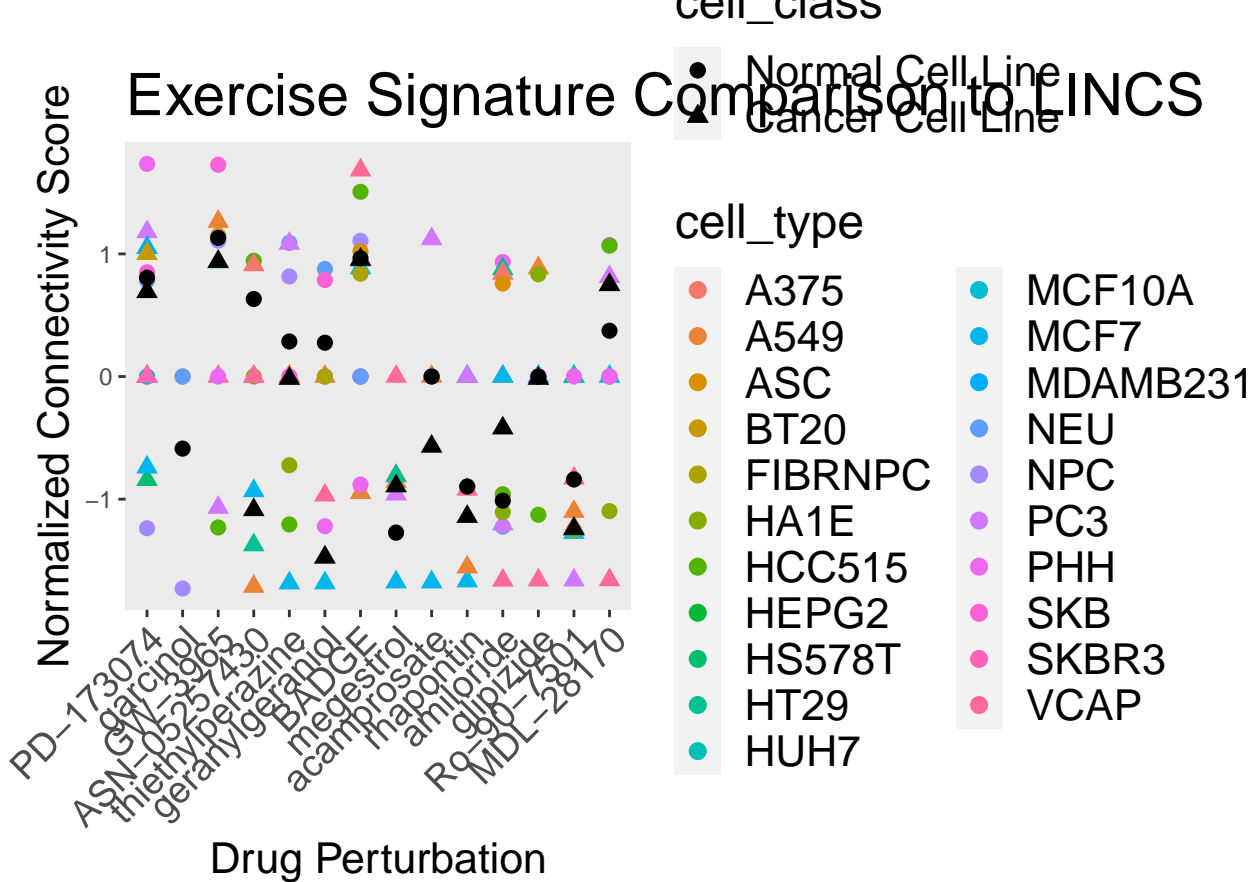 cell_class
Normal Cell Line
Cancer Cell Line
Exercise Signature Comparison to LINCS
Normalized Connectivity Score
1
0
−1
PD−173074
garcinol
GW−3965
ASN−05257430
thiethylperazine
geranylgeraniol
BADGE
megestrol
acamprosate
rhapontin
amiloride
glipizide
Ro−90−7501
MDL−28170
Drug Perturbation
cell_type
A375
A549
ASC
BT20
FIBRNPC
HA1E
HCC515
HEPG2
HS578T
HT29
HUH7
MCF10A
MCF7
MDAMB231
NEU
NPC
PC3
PHH
SKB
SKBR3
VCAP